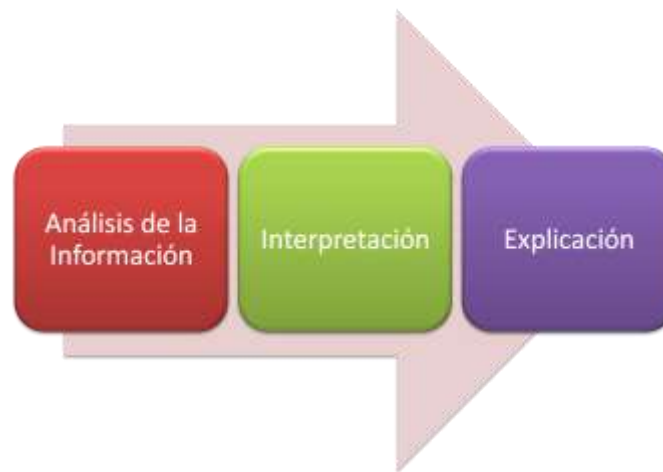 Análisis de la
Información
Interpretación
Explicación